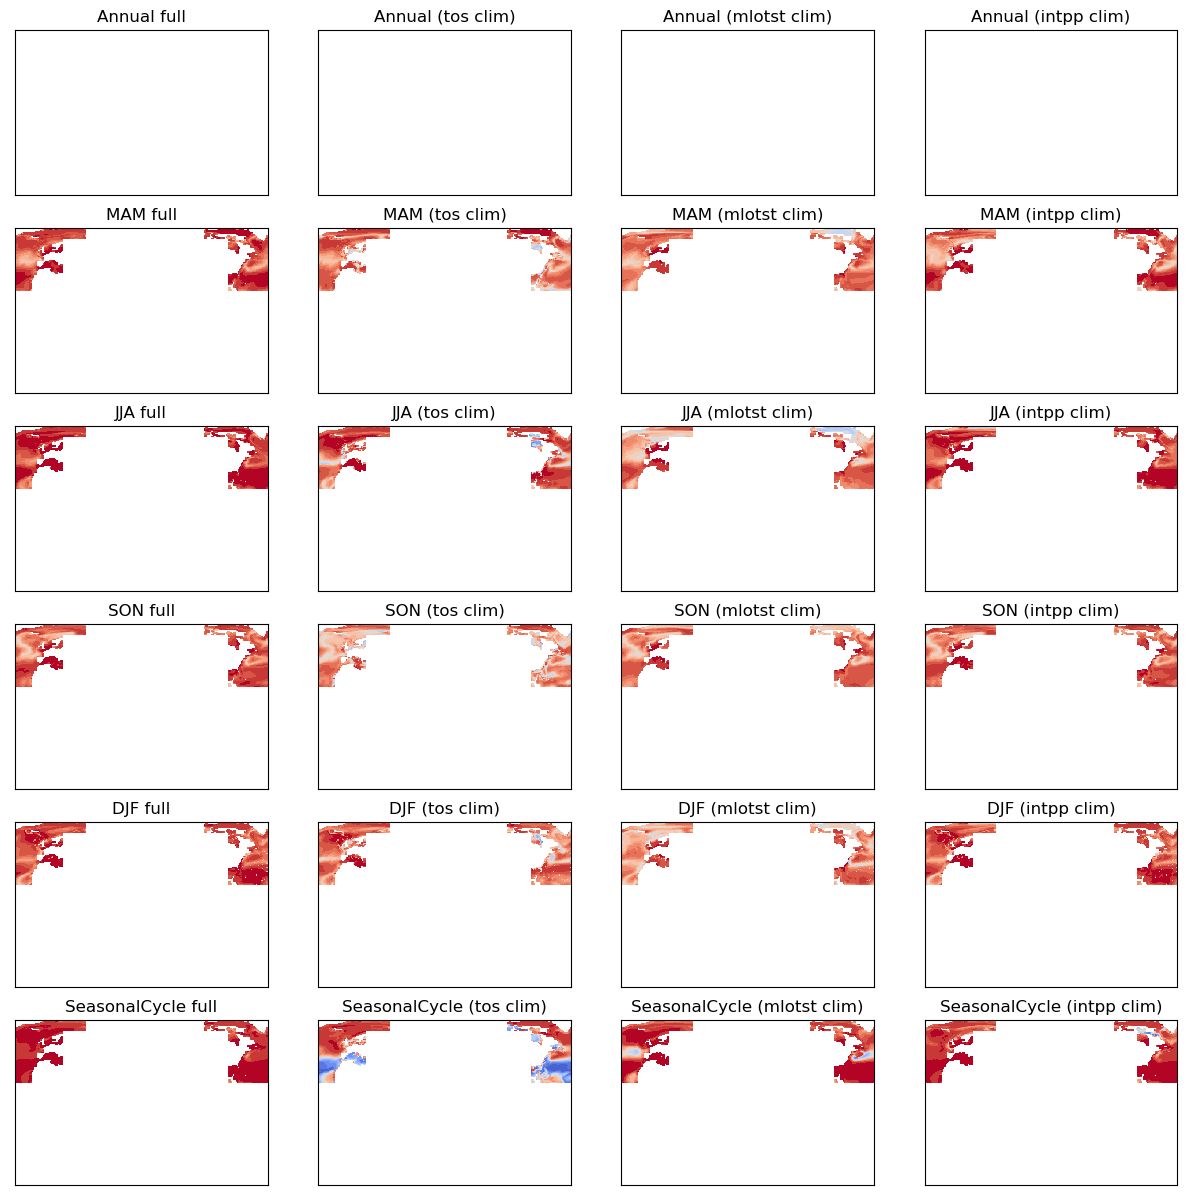 Annual full
Annual (tos clim)
Annual (mlotst clim)
Annual (intpp clim)
MAM full
MAM (tos clim)
MAM (mlotst clim)
MAM (intpp clim)
JJA full
JJA (tos clim)
JJA (mlotst clim)
JJA (intpp clim)
SON full
SON (tos clim)
SON (mlotst clim)
SON (intpp clim)
DJF full
DJF (tos clim)
DJF (mlotst clim)
DJF (intpp clim)
SeasonalCycle full
SeasonalCycle (tos clim)
SeasonalCycle (mlotst clim)
SeasonalCycle (intpp clim)